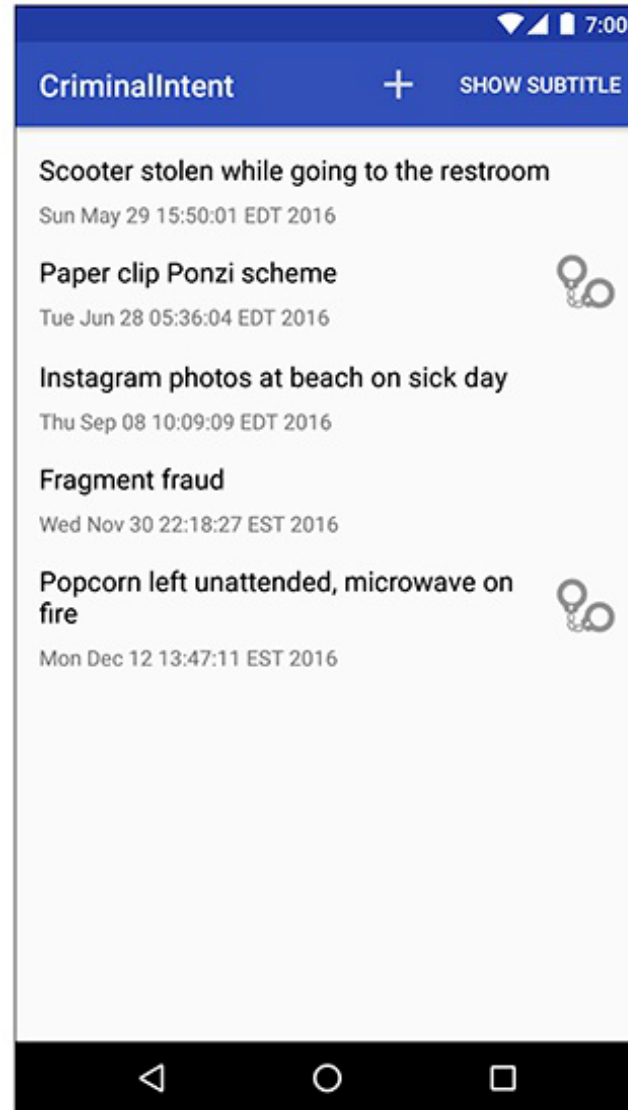 7:00
CriminalIntent + SHOW SUBTITLE
Scooter stolen while going to the restroom
Sun May 29 15:50:01 EDT 2016
Paper clip Ponzi scheme
Tue Jun 28 05:36:04 EDT 2016
Instagram photos at beach on sick day
Thu Sep 08 10:09:09 EDT 2016
Fragment fraud
Wed Nov 30 22:18:27 EST 2016
Popcorn left unattended, microwave on
fire
Mon Dec 12 13:47:11 EST 2016